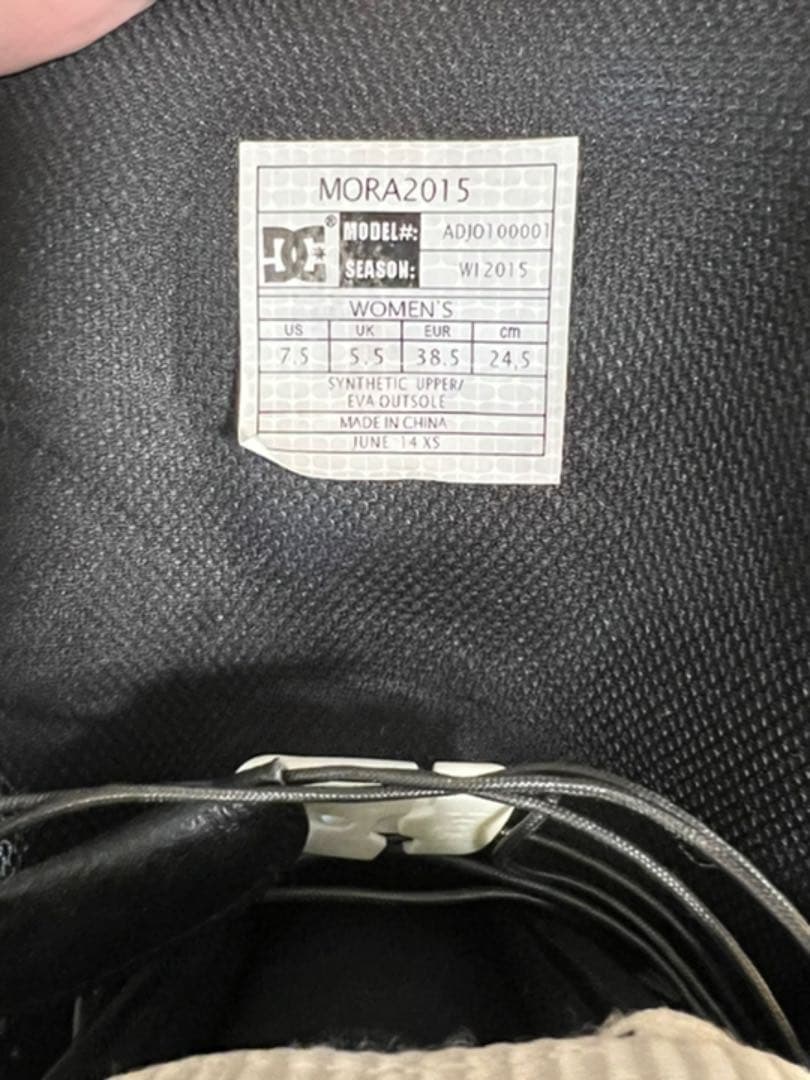 MORA2015
DC® MODEL#: ADJO100001
SEASON: WI2015
WOMEN'S
US UK EUR cm
7.5 5.5 38.5 24,5
SYNTHETIC UPPER/
EVA OUTSOLE
MADE IN CHINA
JUNE 14 XS